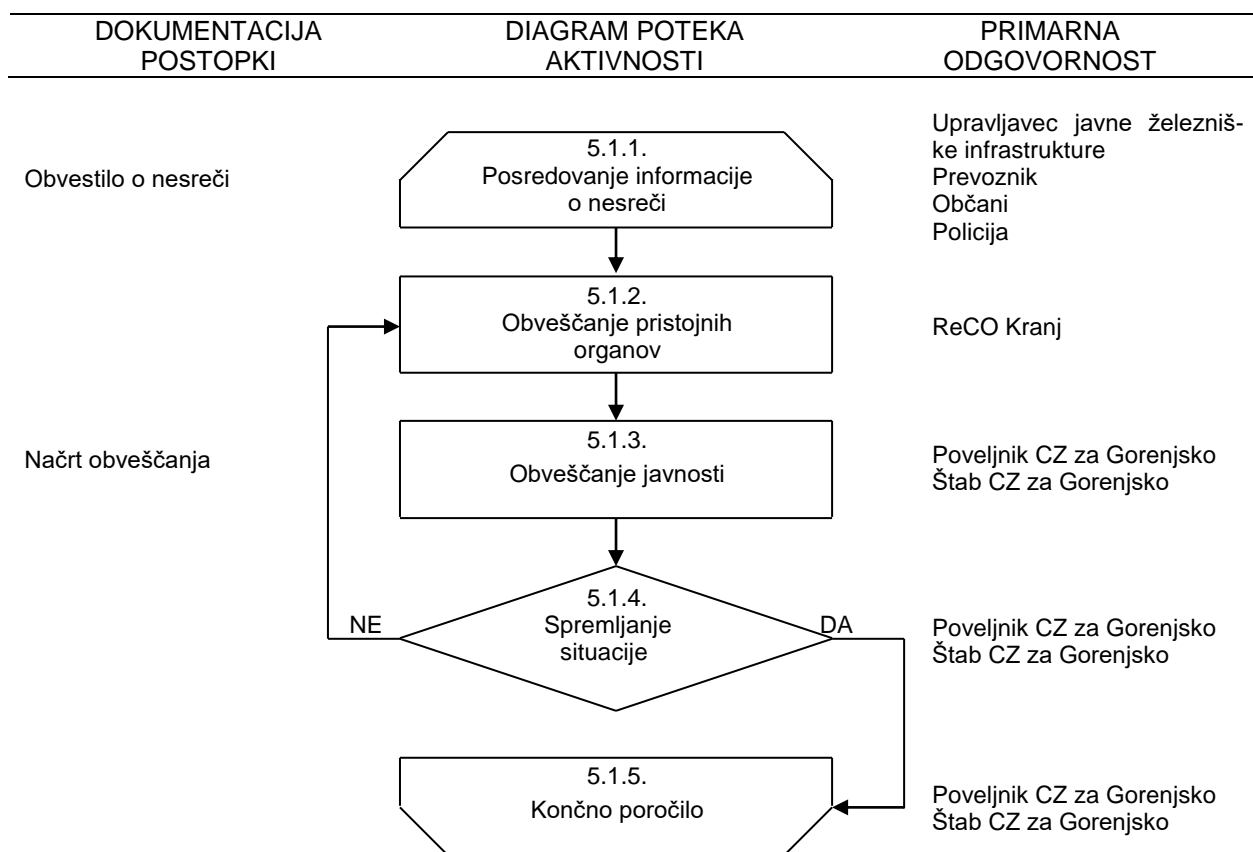 DOKUMENTACIJA
POSTOPKI
DIAGRAM POTEKA
AKTIVNOSTI
PRIMARNA
ODGOVORNOST
Obvestilo o nesreči
5.1.1.
Posredovanje informacije
o nesreči
Upravljavec javne železniš-
ke infrastrukture
Prevoznik
Občani
Policija
5.1.2.
Obveščanje pristojnih
organov
ReCO Kranj
Načrt obveščanja
5.1.3.
Obveščanje javnosti
Poveljnik CZ za Gorenjsko
Štab CZ za Gorenjsko
NE
5.1.4.
Spremljanje
situacije
DA
Poveljnik CZ za Gorenjsko
Štab CZ za Gorenjsko
5.1.5.
Končno poročilo
Poveljnik CZ za Gorenjsko
Štab CZ za Gorenjsko